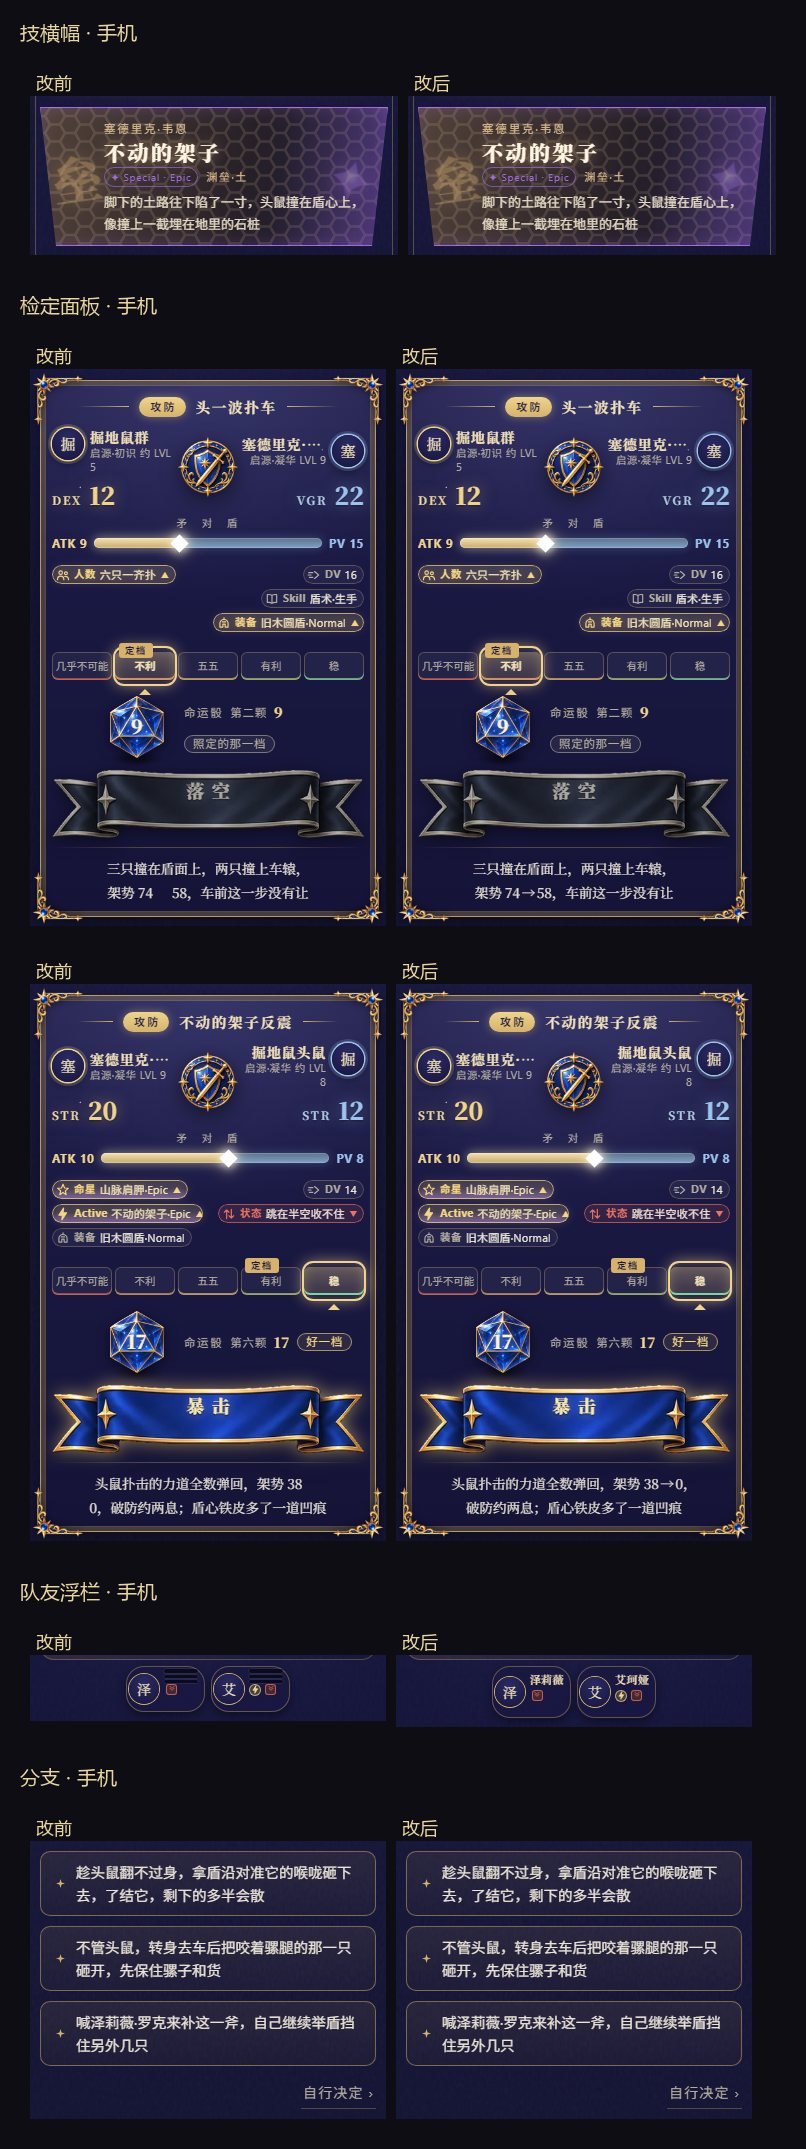 技横幅 · 手机
改前
改后
塞德里克·韦恩
不动的架子
✦ Special · Epic 渊垒·土
脚下的土路往下陷了一寸，头鼠撞在盾心上，
像撞上一截埋在地里的石桩
塞德里克·韦恩
不动的架子
✦ Special · Epic 渊垒·土
脚下的土路往下陷了一寸，头鼠撞在盾心上，
像撞上一截埋在地里的石桩
检定面板 · 手机
改前
改后
攻防 头一波扑车
掘 掘地鼠群
启源·初识 约 LVL
5
塞德里克·… 塞
启源·凝华 LVL 9
DEX 12
VGR 22
矛 对 盾
ATK 9
PV 15
人数 六只一齐扑 ▲
DV 16
Skill 盾术·生手
装备 旧木圆盾·Normal ▲
定档
几乎不可能 不利 五五 有利 稳
9
命运骰 第二颗 9
照定的那一档
落空
三只撞在盾面上，两只撞上车辕，
架势 74 58，车前这一步没有让
攻防 头一波扑车
掘 掘地鼠群
启源·初识 约 LVL
5
塞德里克·… 塞
启源·凝华 LVL 9
DEX 12
VGR 22
矛 对 盾
ATK 9
PV 15
人数 六只一齐扑 ▲
DV 16
Skill 盾术·生手
装备 旧木圆盾·Normal ▲
定档
几乎不可能 不利 五五 有利 稳
9
命运骰 第二颗 9
照定的那一档
落空
三只撞在盾面上，两只撞上车辕，
架势 74→58，车前这一步没有让
改前
改后
攻防 不动的架子反震
塞 塞德里克·…
启源·凝华 LVL 9
掘地鼠头鼠 掘
启源·凝华 约 LVL
8
STR 20
STR 12
矛 对 盾
ATK 10
PV 8
命星 山脉肩胛·Epic ▲
DV 14
Active 不动的架子·Epic ▲
状态 跳在半空收不住 ▼
装备 旧木圆盾·Normal
定档
几乎不可能 不利 五五 有利 稳
17
命运骰 第六颗 17 好一档
暴击
头鼠扑击的力道全数弹回，架势 38
0，破防约两息；盾心铁皮多了一道凹痕
攻防 不动的架子反震
塞 塞德里克·…
启源·凝华 LVL 9
掘地鼠头鼠 掘
启源·凝华 约 LVL
8
STR 20
STR 12
矛 对 盾
ATK 10
PV 8
命星 山脉肩胛·Epic ▲
DV 14
Active 不动的架子·Epic ▲
状态 跳在半空收不住 ▼
装备 旧木圆盾·Normal
定档
几乎不可能 不利 五五 有利 稳
17
命运骰 第六颗 17 好一档
暴击
头鼠扑击的力道全数弹回，架势 38→0，
破防约两息；盾心铁皮多了一道凹痕
队友浮栏 · 手机
改前
改后
泽
艾
泽 泽莉薇
艾 艾珂娅
分支 · 手机
改前
改后
趁头鼠翻不过身，拿盾沿对准它的喉咙砸下
去，了结它，剩下的多半会散
不管头鼠，转身去车后把咬着骡腿的那一只
砸开，先保住骡子和货
喊泽莉薇·罗克来补这一斧，自己继续举盾挡
住另外几只
自行决定 ›
趁头鼠翻不过身，拿盾沿对准它的喉咙砸下
去，了结它，剩下的多半会散
不管头鼠，转身去车后把咬着骡腿的那一只
砸开，先保住骡子和货
喊泽莉薇·罗克来补这一斧，自己继续举盾挡
住另外几只
自行决定 ›